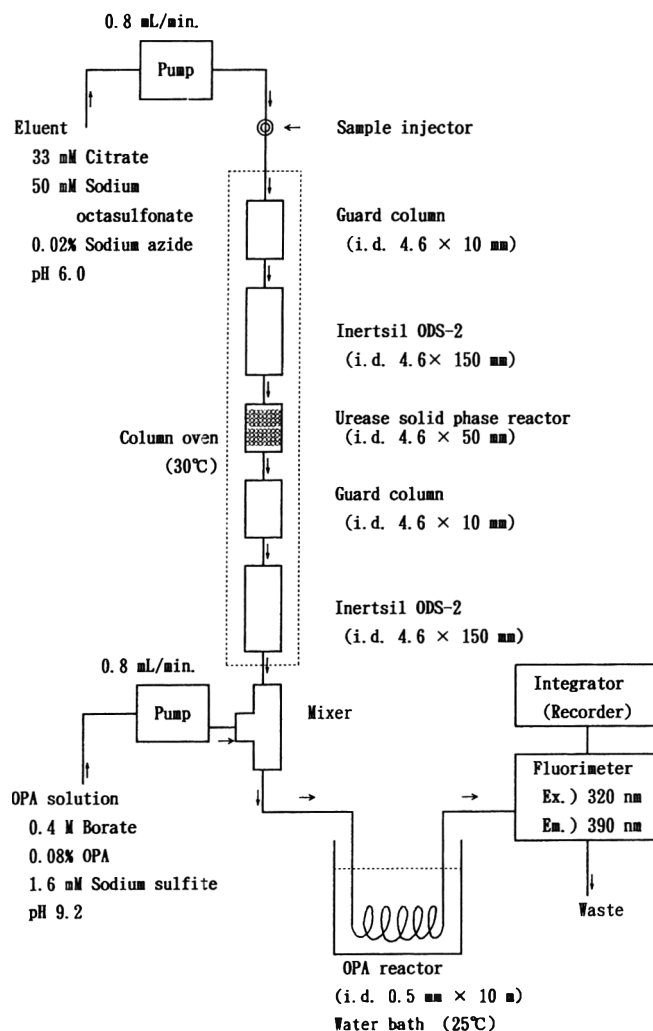 0.8 mL/min.
Pump
Eluent
33 mM Citrate
50 mM Sodium
octasulfonate
0.02% Sodium azide
pH 6.0
Sample injector
Guard column
(i.d. 4.6 × 10 mm)
Inertsil ODS-2
(i.d. 4.6× 150 mm)
Urease solid phase reactor
(i.d. 4.6 × 50 mm)
Column oven
(30℃)
Guard column
(i.d. 4.6 × 10 mm)
Inertsil ODS-2
(i.d. 4.6 × 150 mm)
0.8 mL/min.
Pump
Mixer
Integrator
(Recorder)
OPA solution
0.4 M Borate
0.08% OPA
1.6 mM Sodium sulfite
pH 9.2
Fluorimeter
Ex.) 320 nm
Em.) 390 nm
Waste
OPA reactor
(i.d. 0.5 mm × 10 m)
Water bath (25℃)